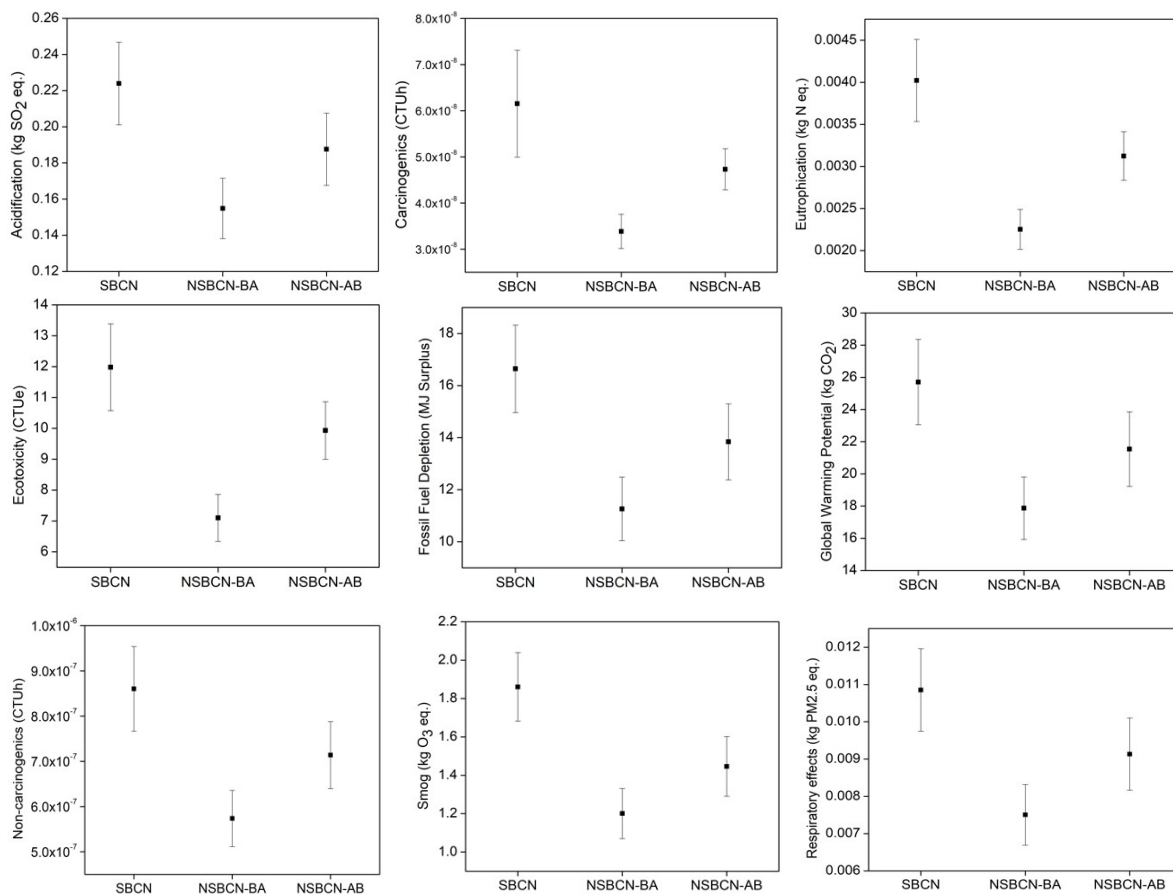 Acidification (kg SO2 eq.)
0.26
0.24
0.22
0.20
0.18
0.16
0.14
0.12
SBCN NSBCN-BA NSBCN-AB
Carcinogenics (CTUh)
8.0x10-8
7.0x10-8
6.0x10-8
5.0x10-8
4.0x10-8
3.0x10-8
SBCN NSBCN-BA NSBCN-AB
Eutrophication (kg N eq.)
0.0045
0.0040
0.0035
0.0030
0.0025
0.0020
SBCN NSBCN-BA NSBCN-AB
Ecotoxicity (CTUe)
14
13
12
11
10
9
8
7
6
SBCN NSBCN-BA NSBCN-AB
Fossil Fuel Depletion (MJ Surplus)
18
16
14
12
10
SBCN NSBCN-BA NSBCN-AB
Global Warming Potential (kg CO2)
30
28
26
24
22
20
18
16
14
SBCN NSBCN-BA NSBCN-AB
Non-carcinogenics (CTUh)
1.0x10-6
9.0x10-7
8.0x10-7
7.0x10-7
6.0x10-7
5.0x10-7
SBCN NSBCN-BA NSBCN-AB
Smog (kg O3 eq.)
2.2
2.0
1.8
1.6
1.4
1.2
1.0
SBCN NSBCN-BA NSBCN-AB
Respiratory effects (kg PM2.5 eq.)
0.012
0.011
0.010
0.009
0.008
0.007
0.006
SBCN NSBCN-BA NSBCN-AB